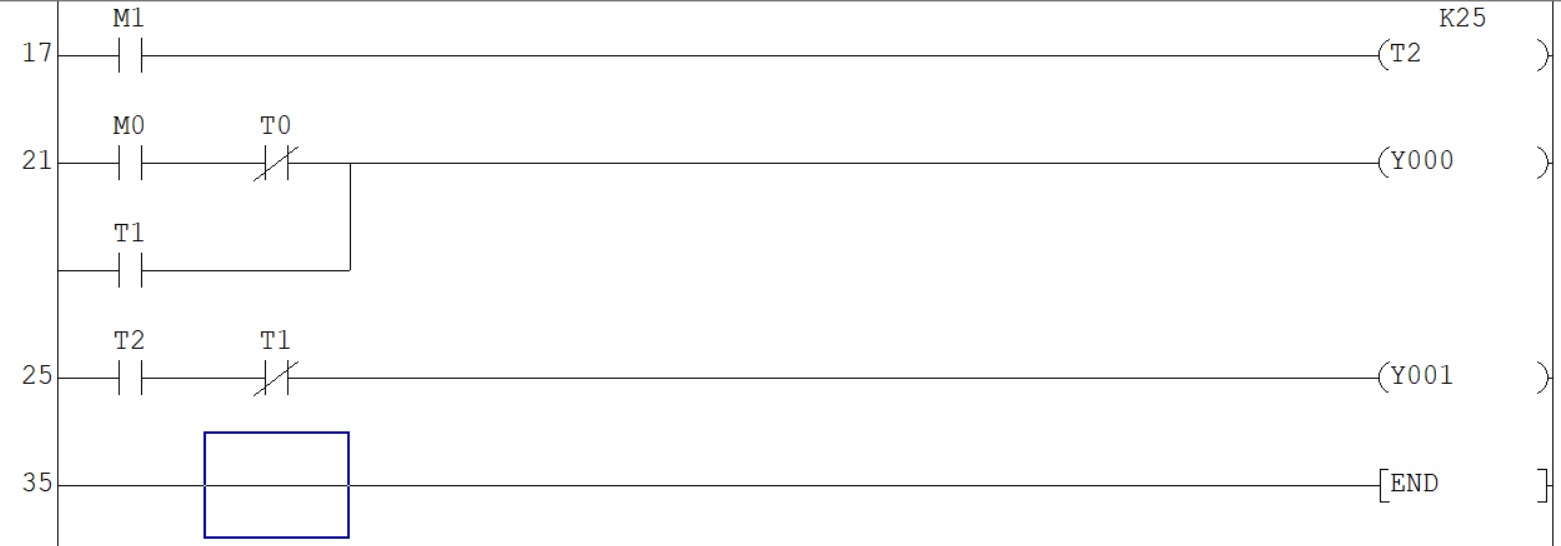 M1 K25
17 (T2 )
M0 T0
21 (Y000 )
T1
T2 T1
25 (Y001 )
35 [END ]